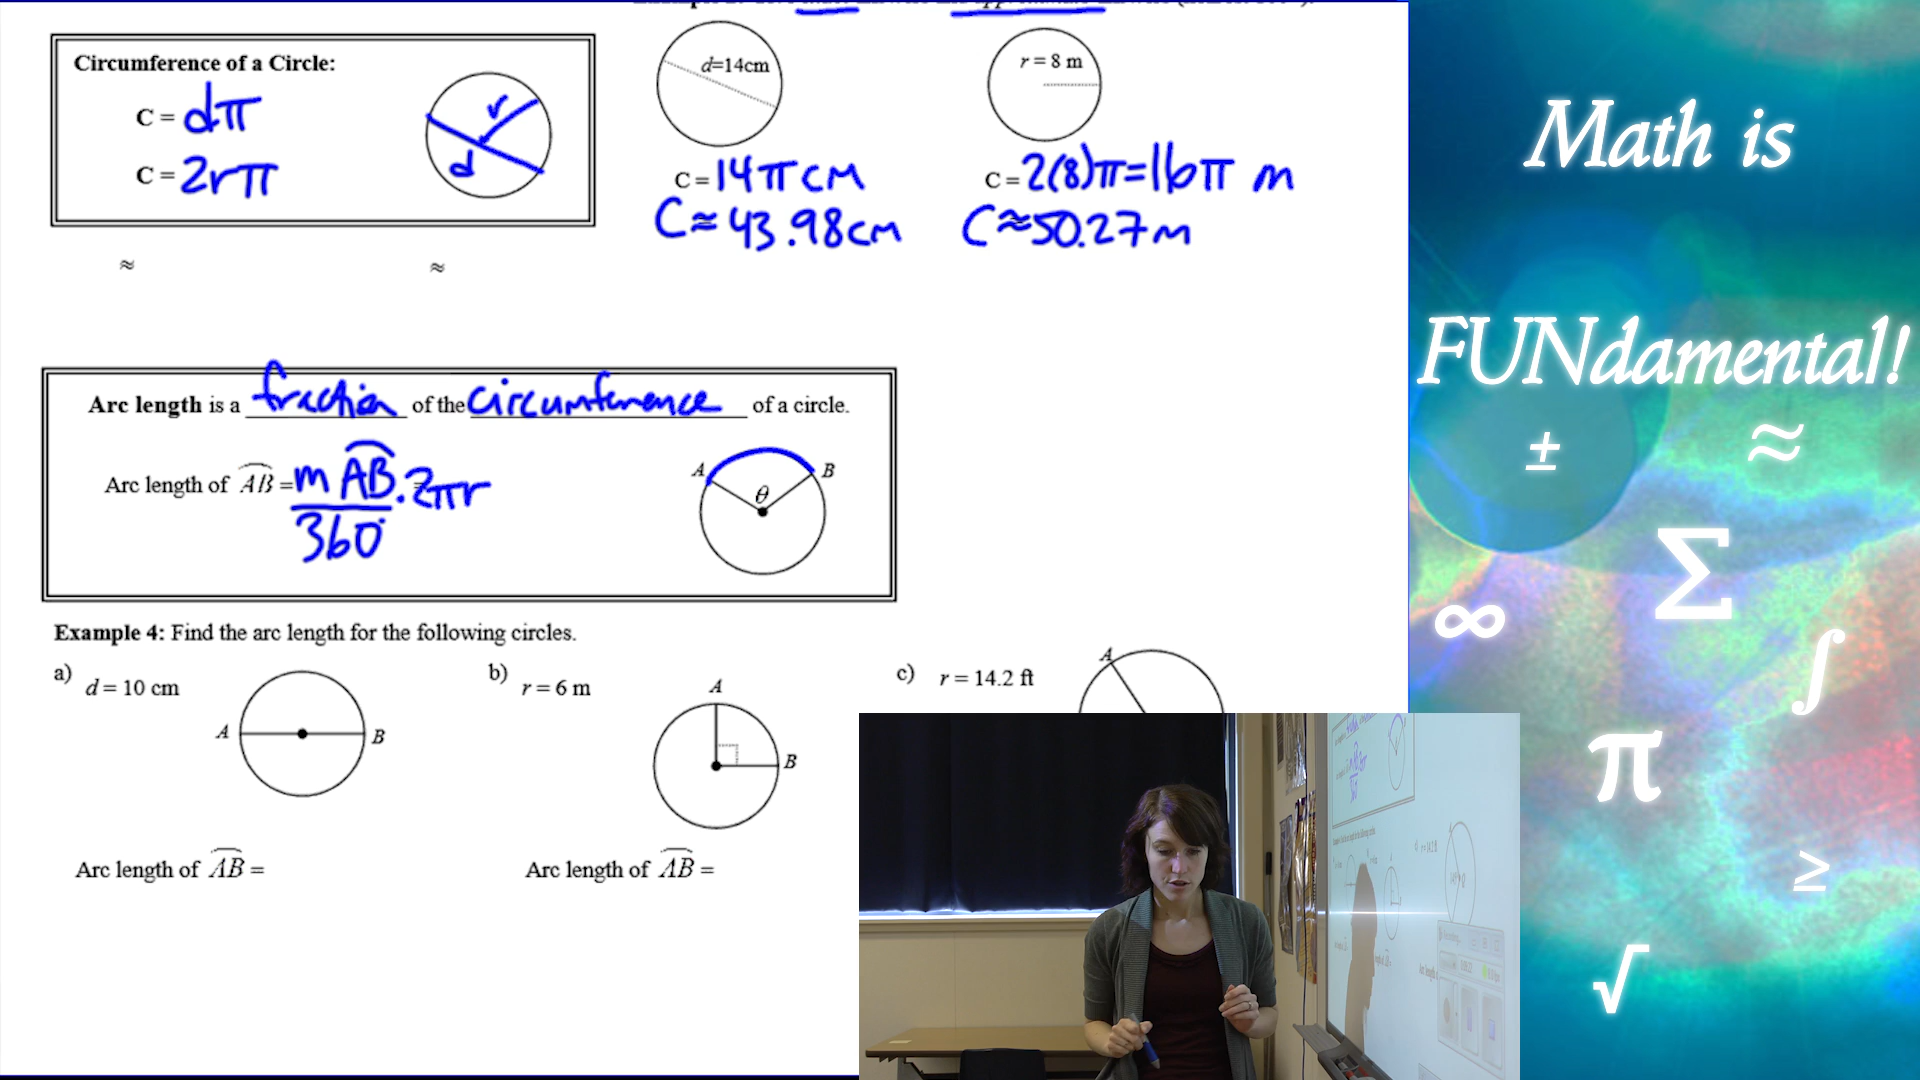 Circumference of a Circle:
C = dπ
C = 2rπ
r
d
d=14cm
C = 14π cm
C ≈ 43.98cm
r = 8 m
C = 2(8)π=16π m
C ≈ 50.27m
≈
≈
Arc length is a fraction of the circumference of a circle.
Arc length of AB = mAB/360 · 2πr
A
B
θ
Example 4: Find the arc length for the following circles.
a) d = 10 cm
A
B
Arc length of AB =
b) r = 6 m
A
B
Arc length of AB =
c) r = 14.2 ft
A
Math is
FUNdamental!
± ≈
Σ
∞
∫
π
≥
√